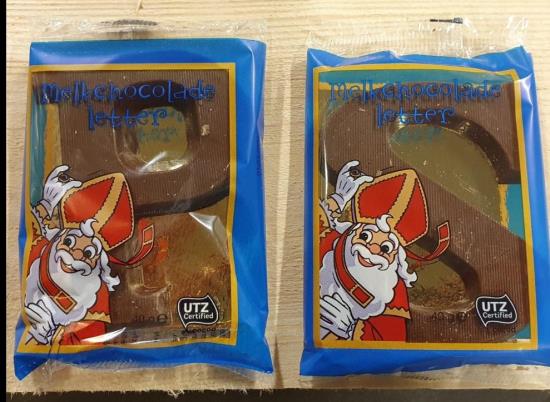 Melkchocolade
letter
UTZ
Certified
Melkchocolade
letter
UTZ
Certified